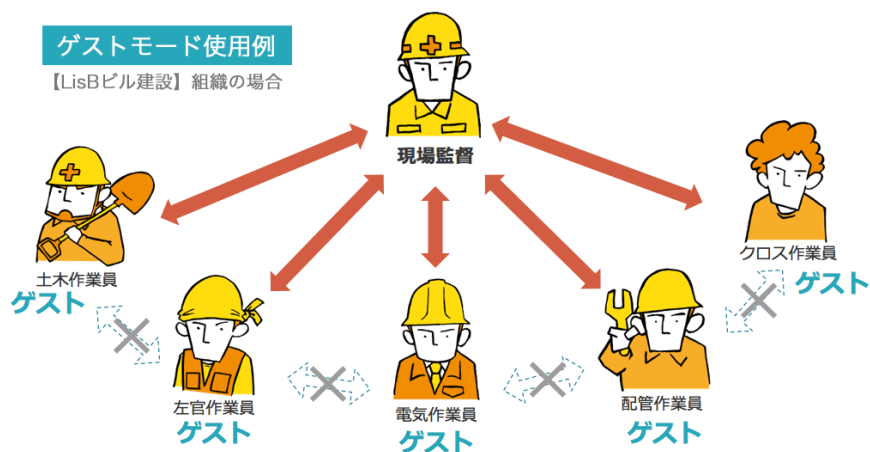 ゲストモード使用例
【LisBビル建設】組織の場合
現場監督
土木作業員
ゲスト
左官作業員
ゲスト
電気作業員
ゲスト
配管作業員
ゲスト
クロス作業員
ゲスト